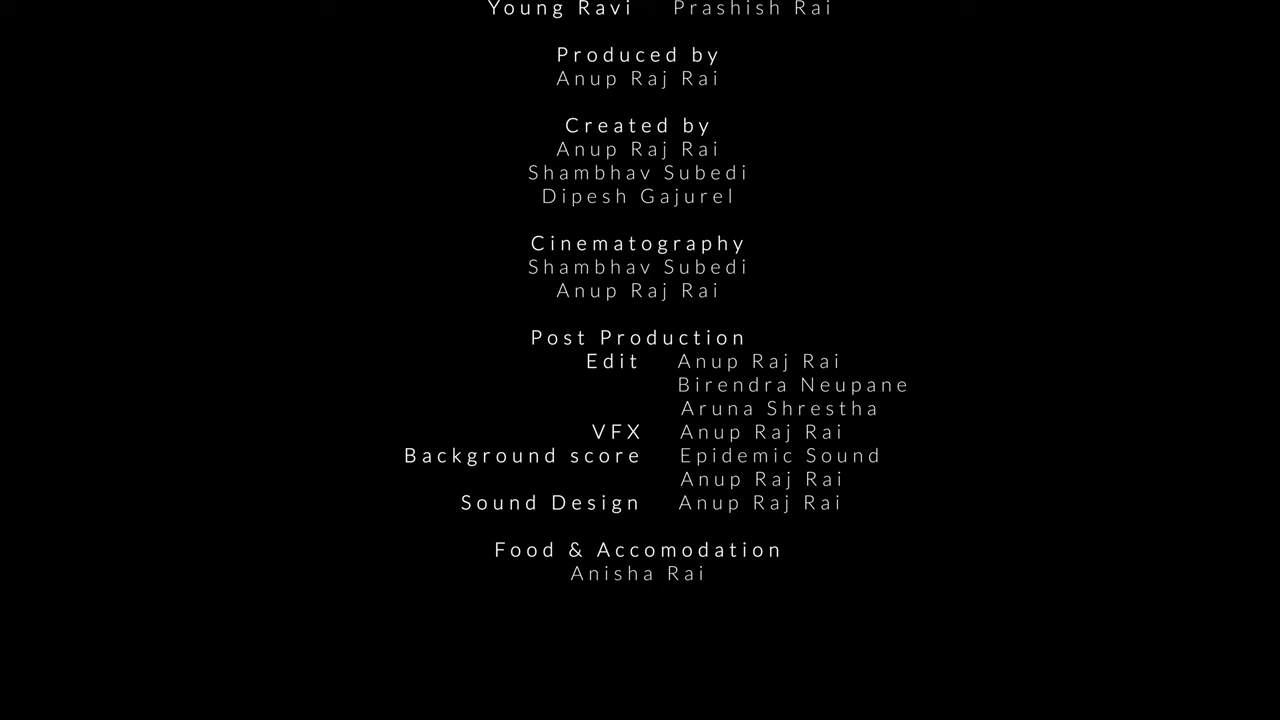 Young Ravi Prashish Rai
Produced by
Anup Raj Rai
Created by
Anup Raj Rai
Shambhav Subedi
Dipesh Gajurel
Cinematography
Shambhav Subedi
Anup Raj Rai
Post Production
Edit Anup Raj Rai
Birendra Neupane
Aruna Shrestha
VFX Anup Raj Rai
Background score Epidemic Sound
Anup Raj Rai
Sound Design Anup Raj Rai
Food & Accomodation
Anisha Rai